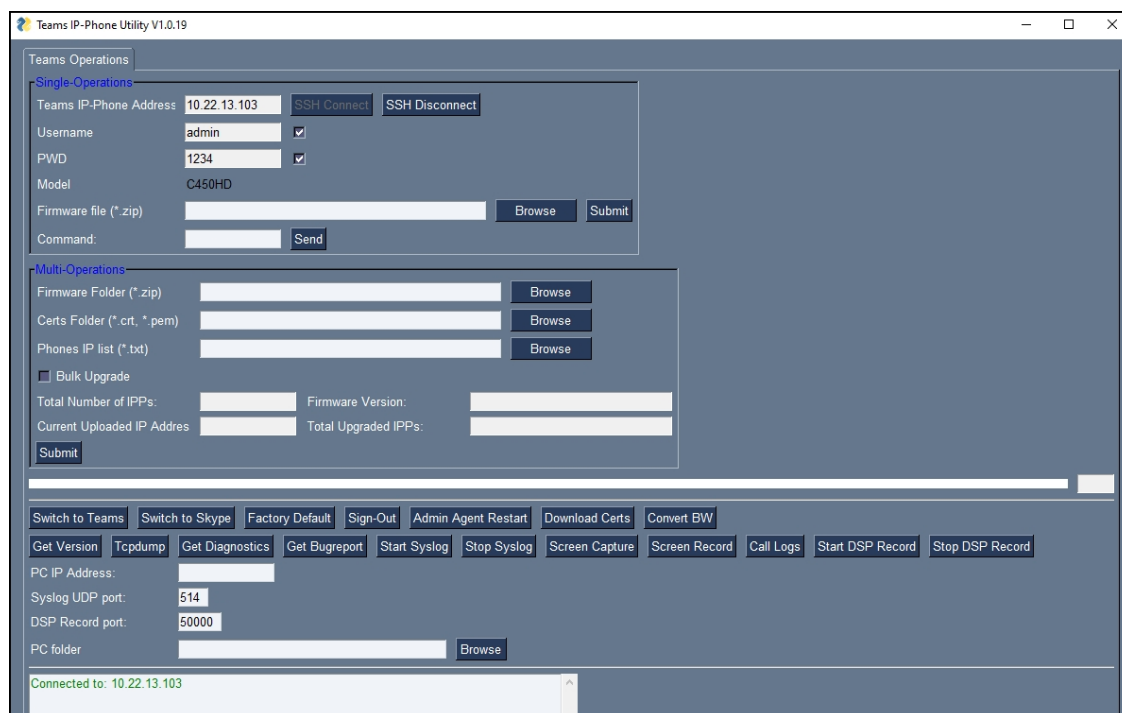 Teams IP-Phone Utility V1.0.19
Teams Operations
Single-Operations
Teams IP-Phone Address 10.22.13.103 SSH Connect SSH Disconnect
Username admin
PWD 1234
Model C450HD
Firmware file (*.zip) Browse Submit
Command: Send
Multi-Operations
Firmware Folder (*.zip) Browse
Certs Folder (*.crt, *.pem) Browse
Phones IP list (*.txt) Browse
Bulk Upgrade
Total Number of IPPs: Firmware Version:
Current Uploaded IP Addres Total Upgraded IPPs:
Submit
Switch to Teams Switch to Skype Factory Default Sign-Out Admin Agent Restart Download Certs Convert BW
Get Version Tcpdump Get Diagnostics Get Bugreport Start Syslog Stop Syslog Screen Capture Screen Record Call Logs Start DSP Record Stop DSP Record
PC IP Address:
Syslog UDP port: 514
DSP Record port: 50000
PC folder Browse
Connected to: 10.22.13.103